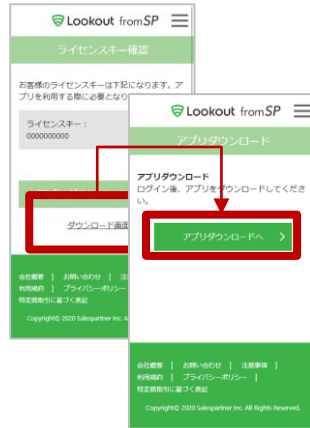 Lookout from SP
ライセンスキー確認
お客様のライセンスキーは下記になります。ア
プリを利用する際に必要となり
ライセンスキー：
0000000000
ダウンロード画面
会社概要 | お問い合わせ | 注
利用規約 | プライバシーポリシー
特定商取引に基づく表記
Copyright© 2020 Salespartner Inc. A
Lookout from SP
アプリダウンロード
アプリダウンロード
ログイン後、アプリをダウンロードしてくださ
い。
アプリダウンロードへ
会社概要 | お問い合わせ | 注意事項 |
利用規約 | プライバシーポリシー |
特定商取引に基づく表記
Copyright© 2020 Salespartner Inc. All Rights Reserved.